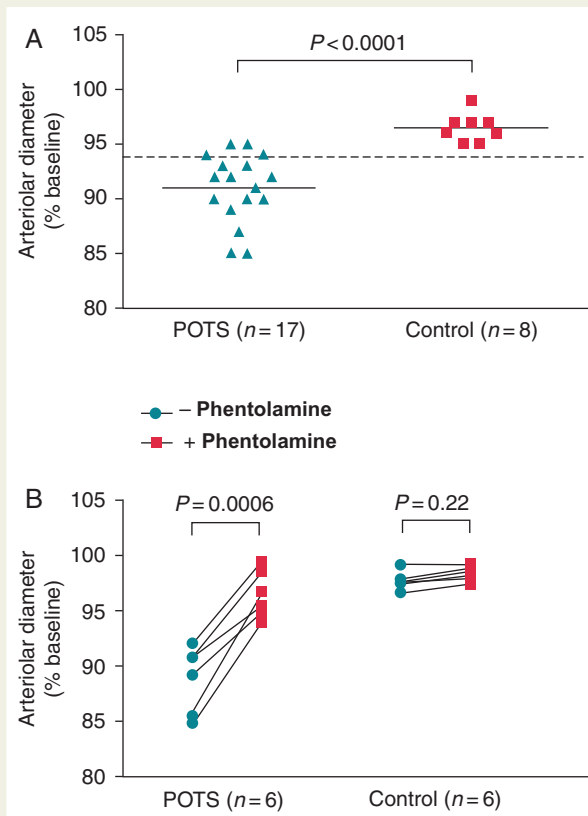 A
P<0.0001
Arteriolar diameter
(% baseline)
105
100
95
90
85
80
POTS (n=17)
Control (n=8)
– Phentolamine
+ Phentolamine
B
P=0.0006
P=0.22
Arteriolar diameter
(% baseline)
105
100
95
90
85
80
POTS (n=6)
Control (n=6)